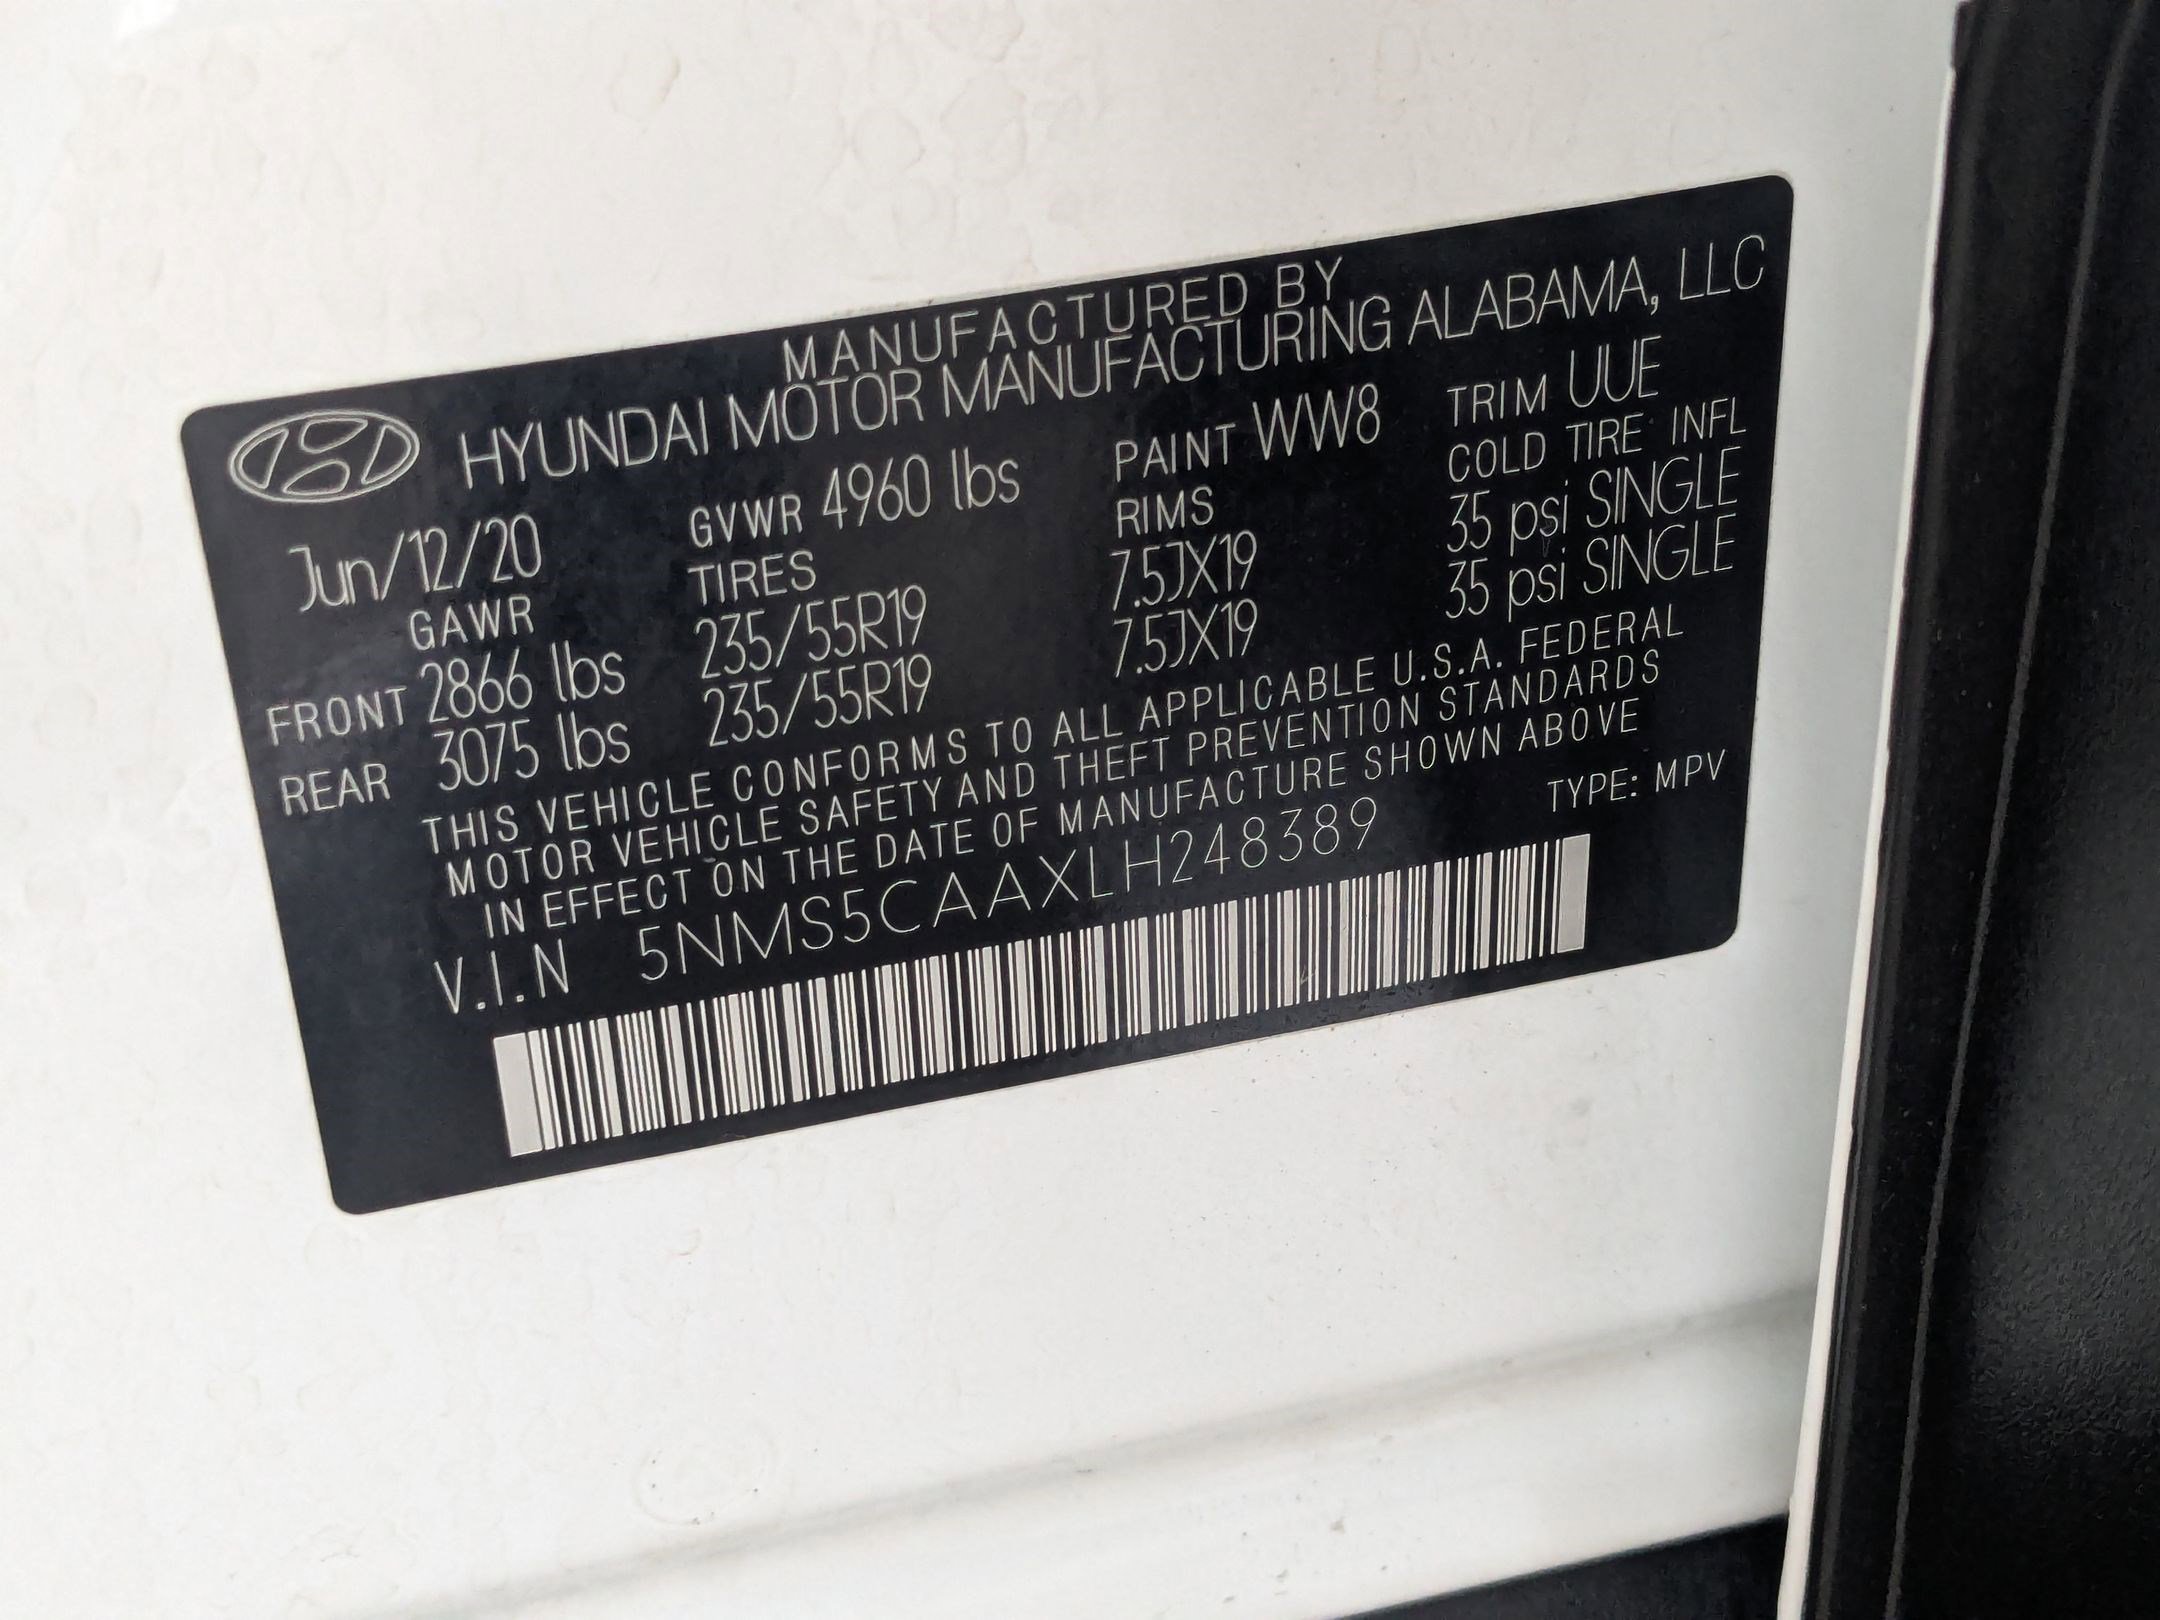 MANUFACTURED BY
HYUNDAI MOTOR MANUFACTURING ALABAMA, LLC
Jun/12/20 GVWR 4960 lbs PAINT WW8 TRIM UUE
GAWR TIRES RIMS COLD TIRE INFL
FRONT 2866 lbs 235/55R19 7.5JX19 35 psi SINGLE
REAR 3075 lbs 235/55R19 7.5JX19 35 psi SINGLE
THIS VEHICLE CONFORMS TO ALL APPLICABLE U.S.A. FEDERAL
MOTOR VEHICLE SAFETY AND THEFT PREVENTION STANDARDS
IN EFFECT ON THE DATE OF MANUFACTURE SHOWN ABOVE
V.I.N 5NMS5CAAXLH248389 TYPE: MPV